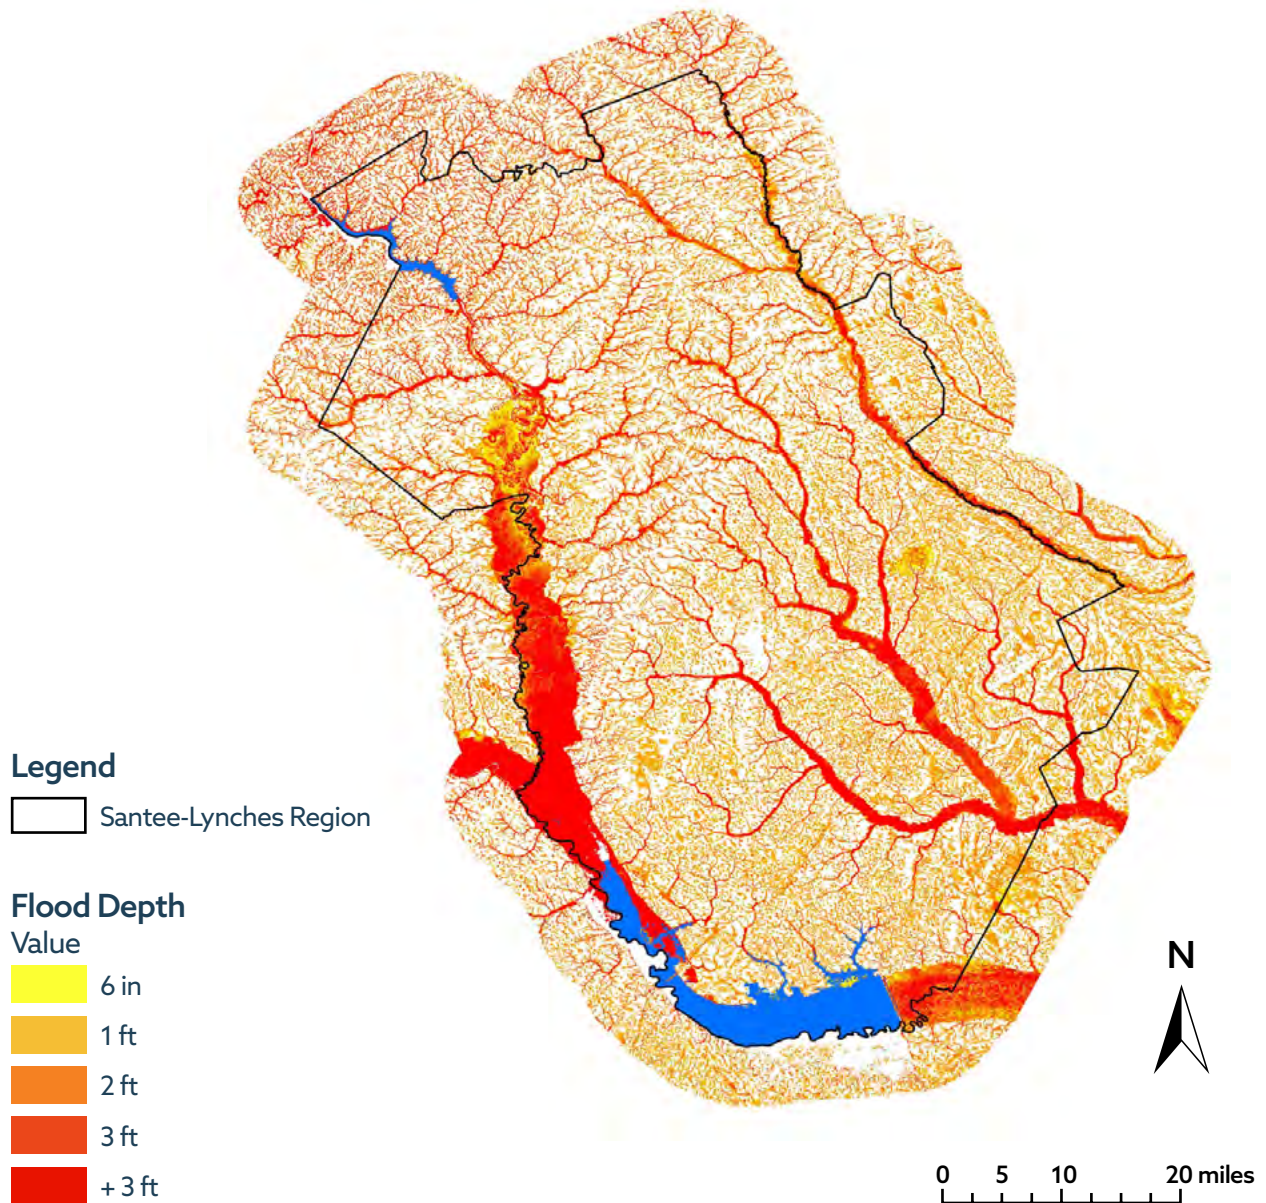 Legend
Santee-Lynches Region
Flood Depth
Value
6 in
1 ft
2 ft
3 ft
+ 3 ft
N
0 5 10 20 miles